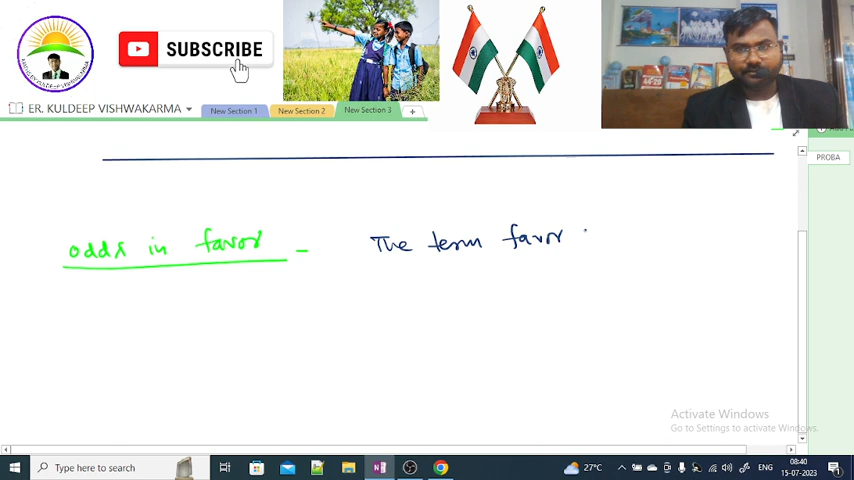 SUBSCRIBE
ER. KULDEEP VISHWAKARMA
New Section 1
New Section 2
New Section 3
+
PROBA
odds in favor - The term favor
Activate Windows
Go to Settings to activate Windows.
Type here to search
27°C
ENG
08:40
15-07-2023